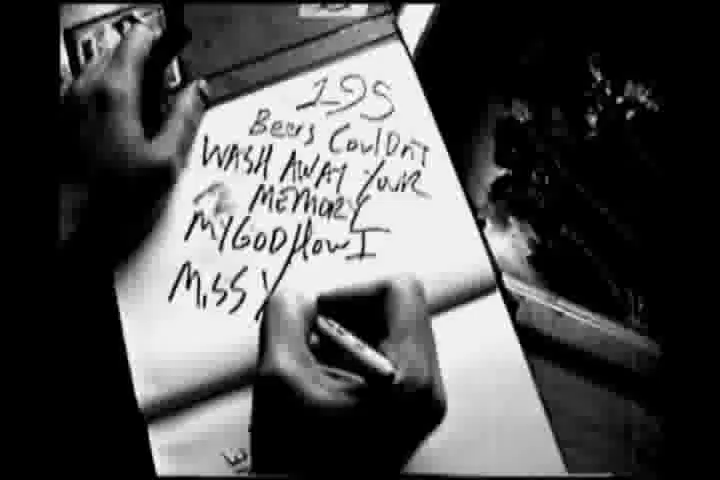 195
Beers Couldn't
WASH AWAY YOUR
MEMORY
MY GOD How I
MiSS Y